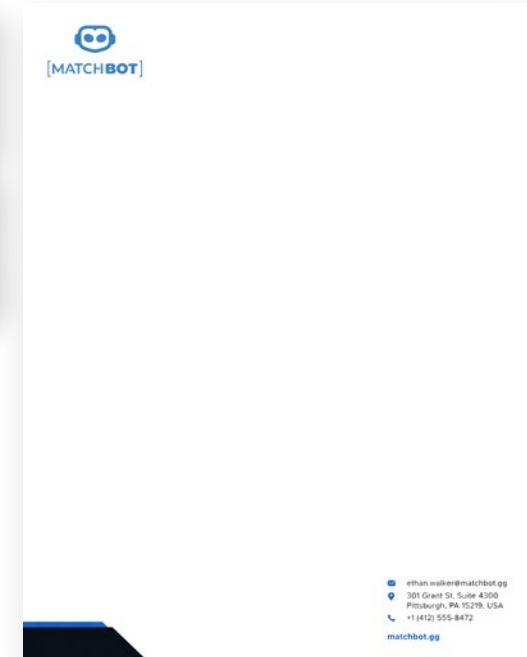 [MATCHBOT]
ethan.walker@matchbot.gg
301 Grant St, Suite 4300
Pittsburgh, PA 15219, USA
+1 (412) 555-8472
matchbot.gg